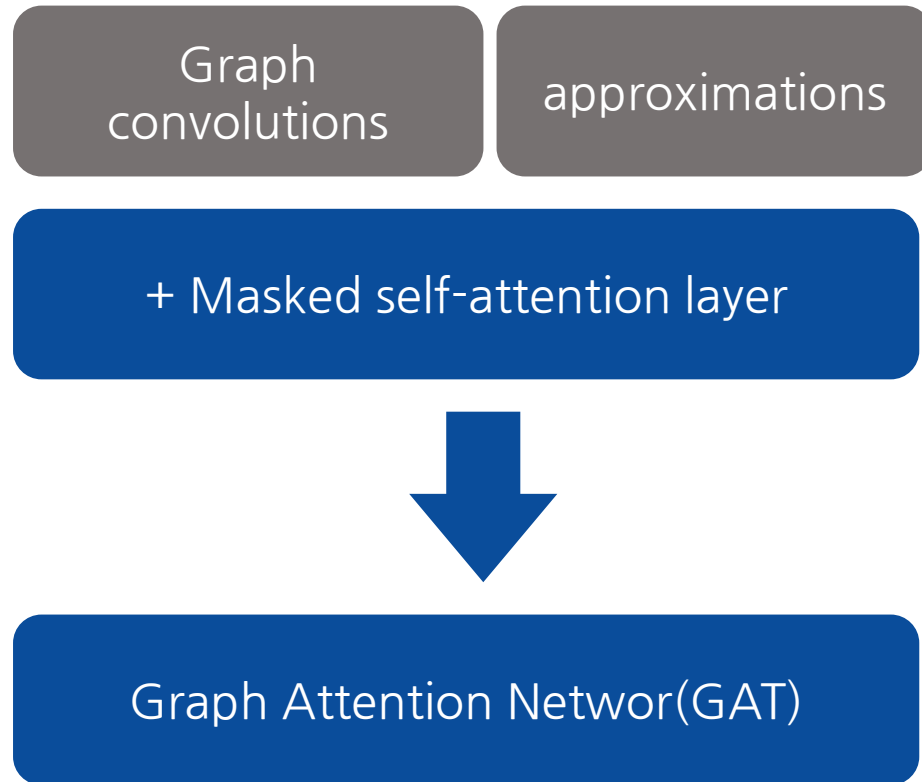 Graph
convolutions
approximations
+ Masked self-attention layer
Graph Attention Networ(GAT)